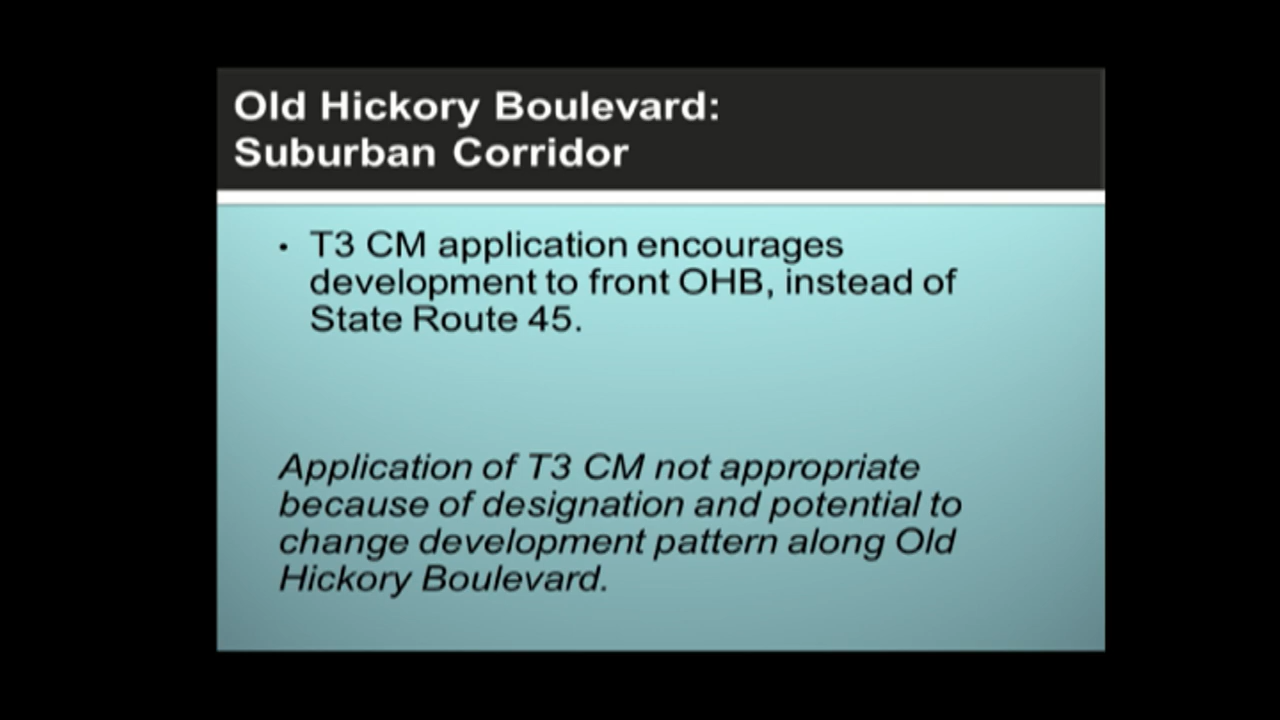 Old Hickory Boulevard:
Suburban Corridor
• T3 CM application encourages
development to front OHB, instead of
State Route 45.
Application of T3 CM not appropriate
because of designation and potential to
change development pattern along Old
Hickory Boulevard.